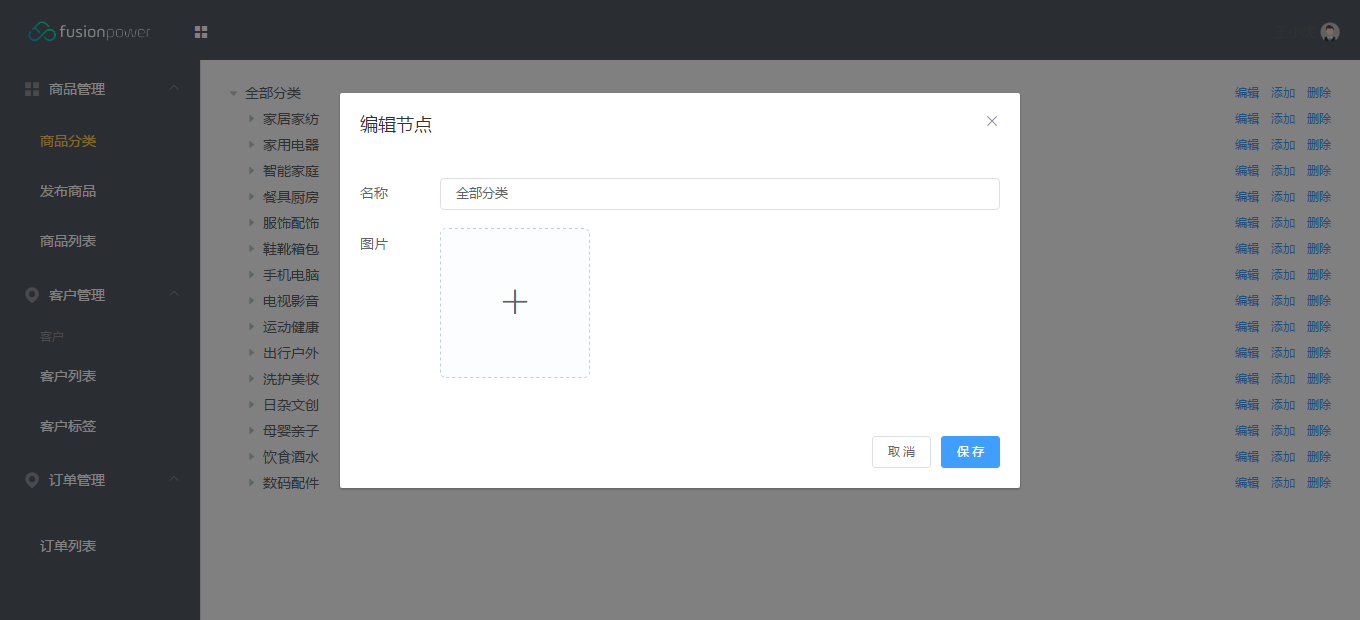 fusionpower
商品管理
商品分类
发布商品
商品列表
客户管理
客户
客户列表
客户标签
订单管理
订单列表
全部分类 编辑 添加 删除
家居家纺 编辑 添加 删除
家用电器 编辑 添加 删除
智能家庭 编辑 添加 删除
餐具厨房 编辑 添加 删除
服饰配饰 编辑 添加 删除
鞋靴箱包 编辑 添加 删除
手机电脑 编辑 添加 删除
电视影音 编辑 添加 删除
运动健康 编辑 添加 删除
出行户外 编辑 添加 删除
洗护美妆 编辑 添加 删除
日杂文创 编辑 添加 删除
母婴亲子 编辑 添加 删除
饮食酒水 编辑 添加 删除
数码配件 编辑 添加 删除
编辑节点
名称 全部分类
图片
取消 保存